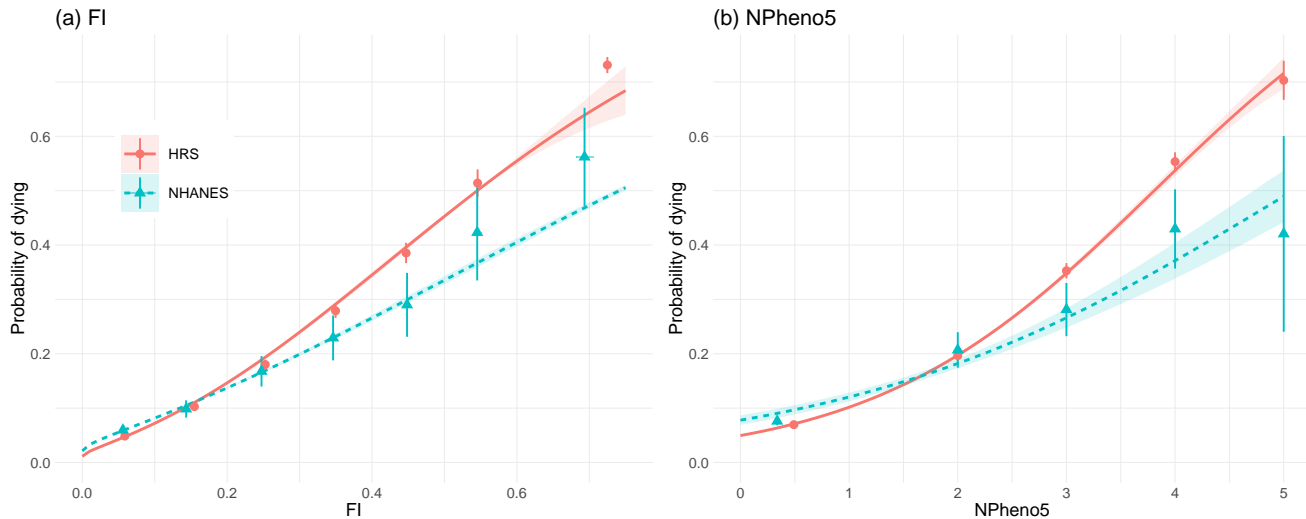 (a) FI
Probability of dying
0.6
0.4
0.2
0.0
HRS
NHANES
0.0 0.2 0.4 0.6
FI
(b) NPheno5
Probability of dying
0.6
0.4
0.2
0.0
0 1 2 3 4 5
NPheno5